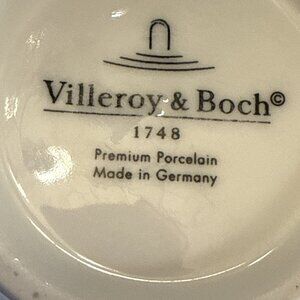 Villeroy & Boch©
1748
Premium Porcelain
Made in Germany